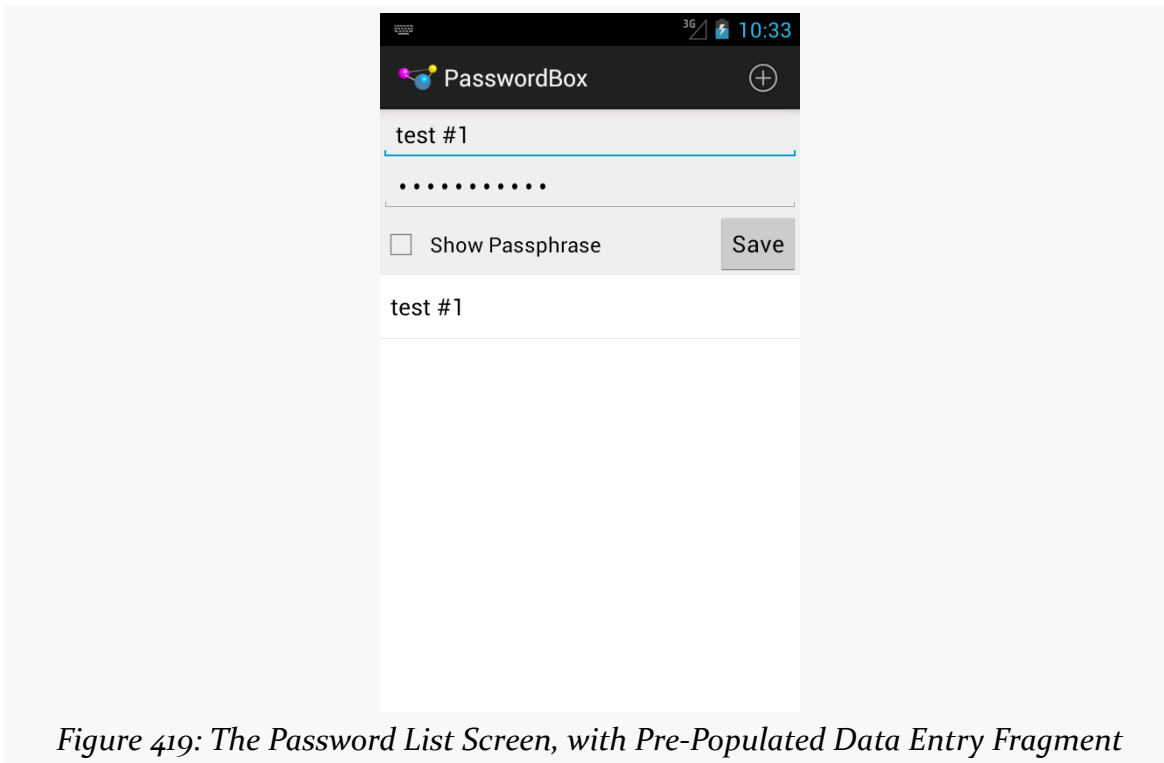 3G 10:33
PasswordBox
test #1
•••••••••••
Show Passphrase Save
test #1
Figure 419: The Password List Screen, with Pre-Populated Data Entry Fragment